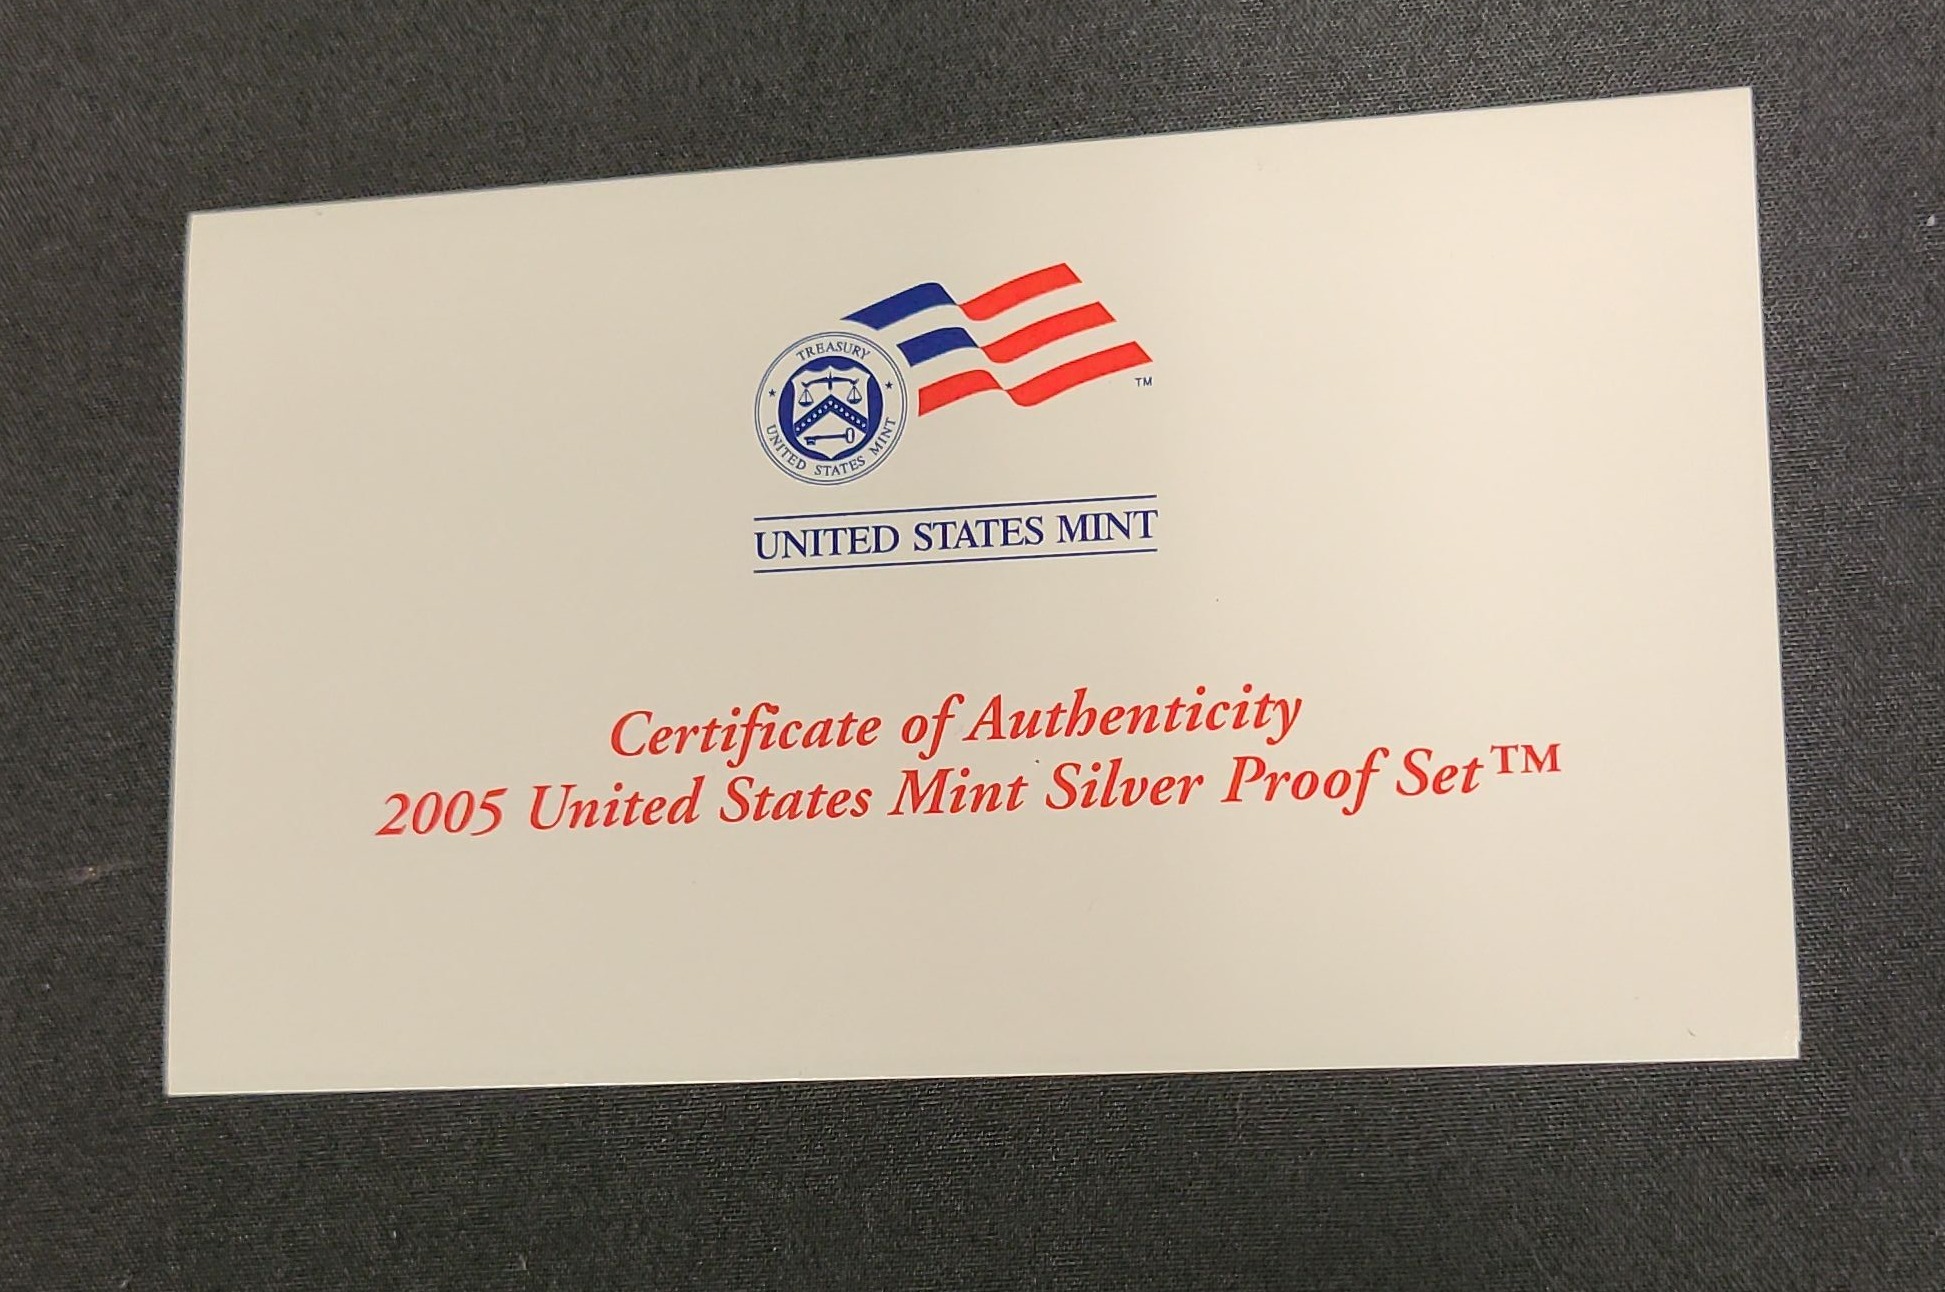 TREASURY
UNITED STATES MINT
TM
UNITED STATES MINT
Certificate of Authenticity
2005 United States Mint Silver Proof Set™